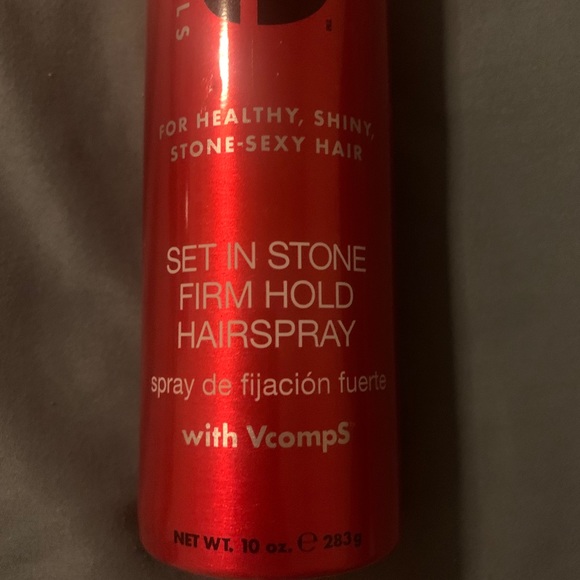 FOR HEALTHY, SHINY,
STONE-SEXY HAIR
SET IN STONE
FIRM HOLD
HAIRSPRAY
spray de fijación fuerte
with VcompS™
NET WT. 10 oz. ℮ 283g